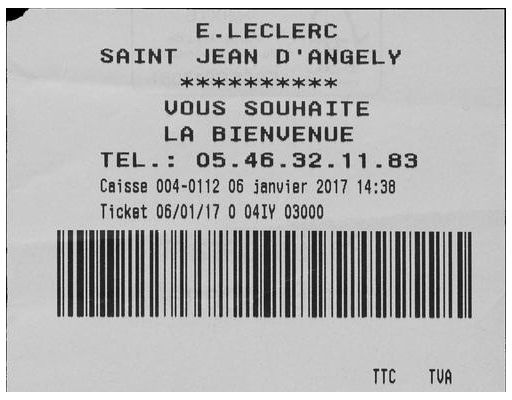 E.LECLERC
SAINT JEAN D'ANGELY
**********
VOUS SOUHAITE
LA BIENVENUE
TEL.: 05.46.32.11.83
Caisse 004-0112 06 janvier 2017 14:38
Ticket 06/01/17 0 04IY 03000
TTC TVA